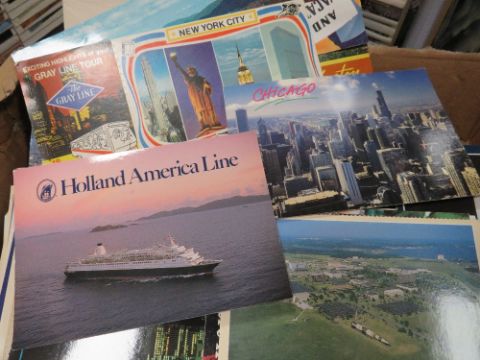 EXCITING HIGHLIGHTS of your
GRAY LINE TOUR
The
GRAY LINE
NEW YORK CITY
AND
CHICAGO
Holland America Line